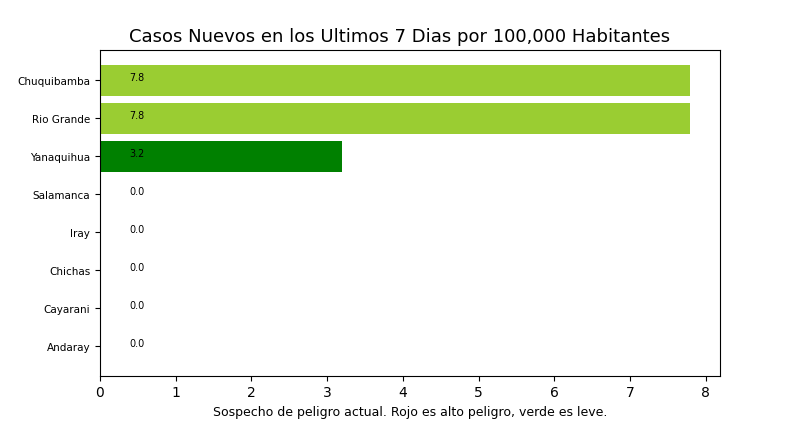 Casos Nuevos en los Ultimos 7 Dias por 100,000 Habitantes
Chuquibamba 7.8
Rio Grande 7.8
Yanaquihua 3.2
Salamanca 0.0
Iray 0.0
Chichas 0.0
Cayarani 0.0
Andaray 0.0
0 1 2 3 4 5 6 7 8
Sospecho de peligro actual. Rojo es alto peligro, verde es leve.